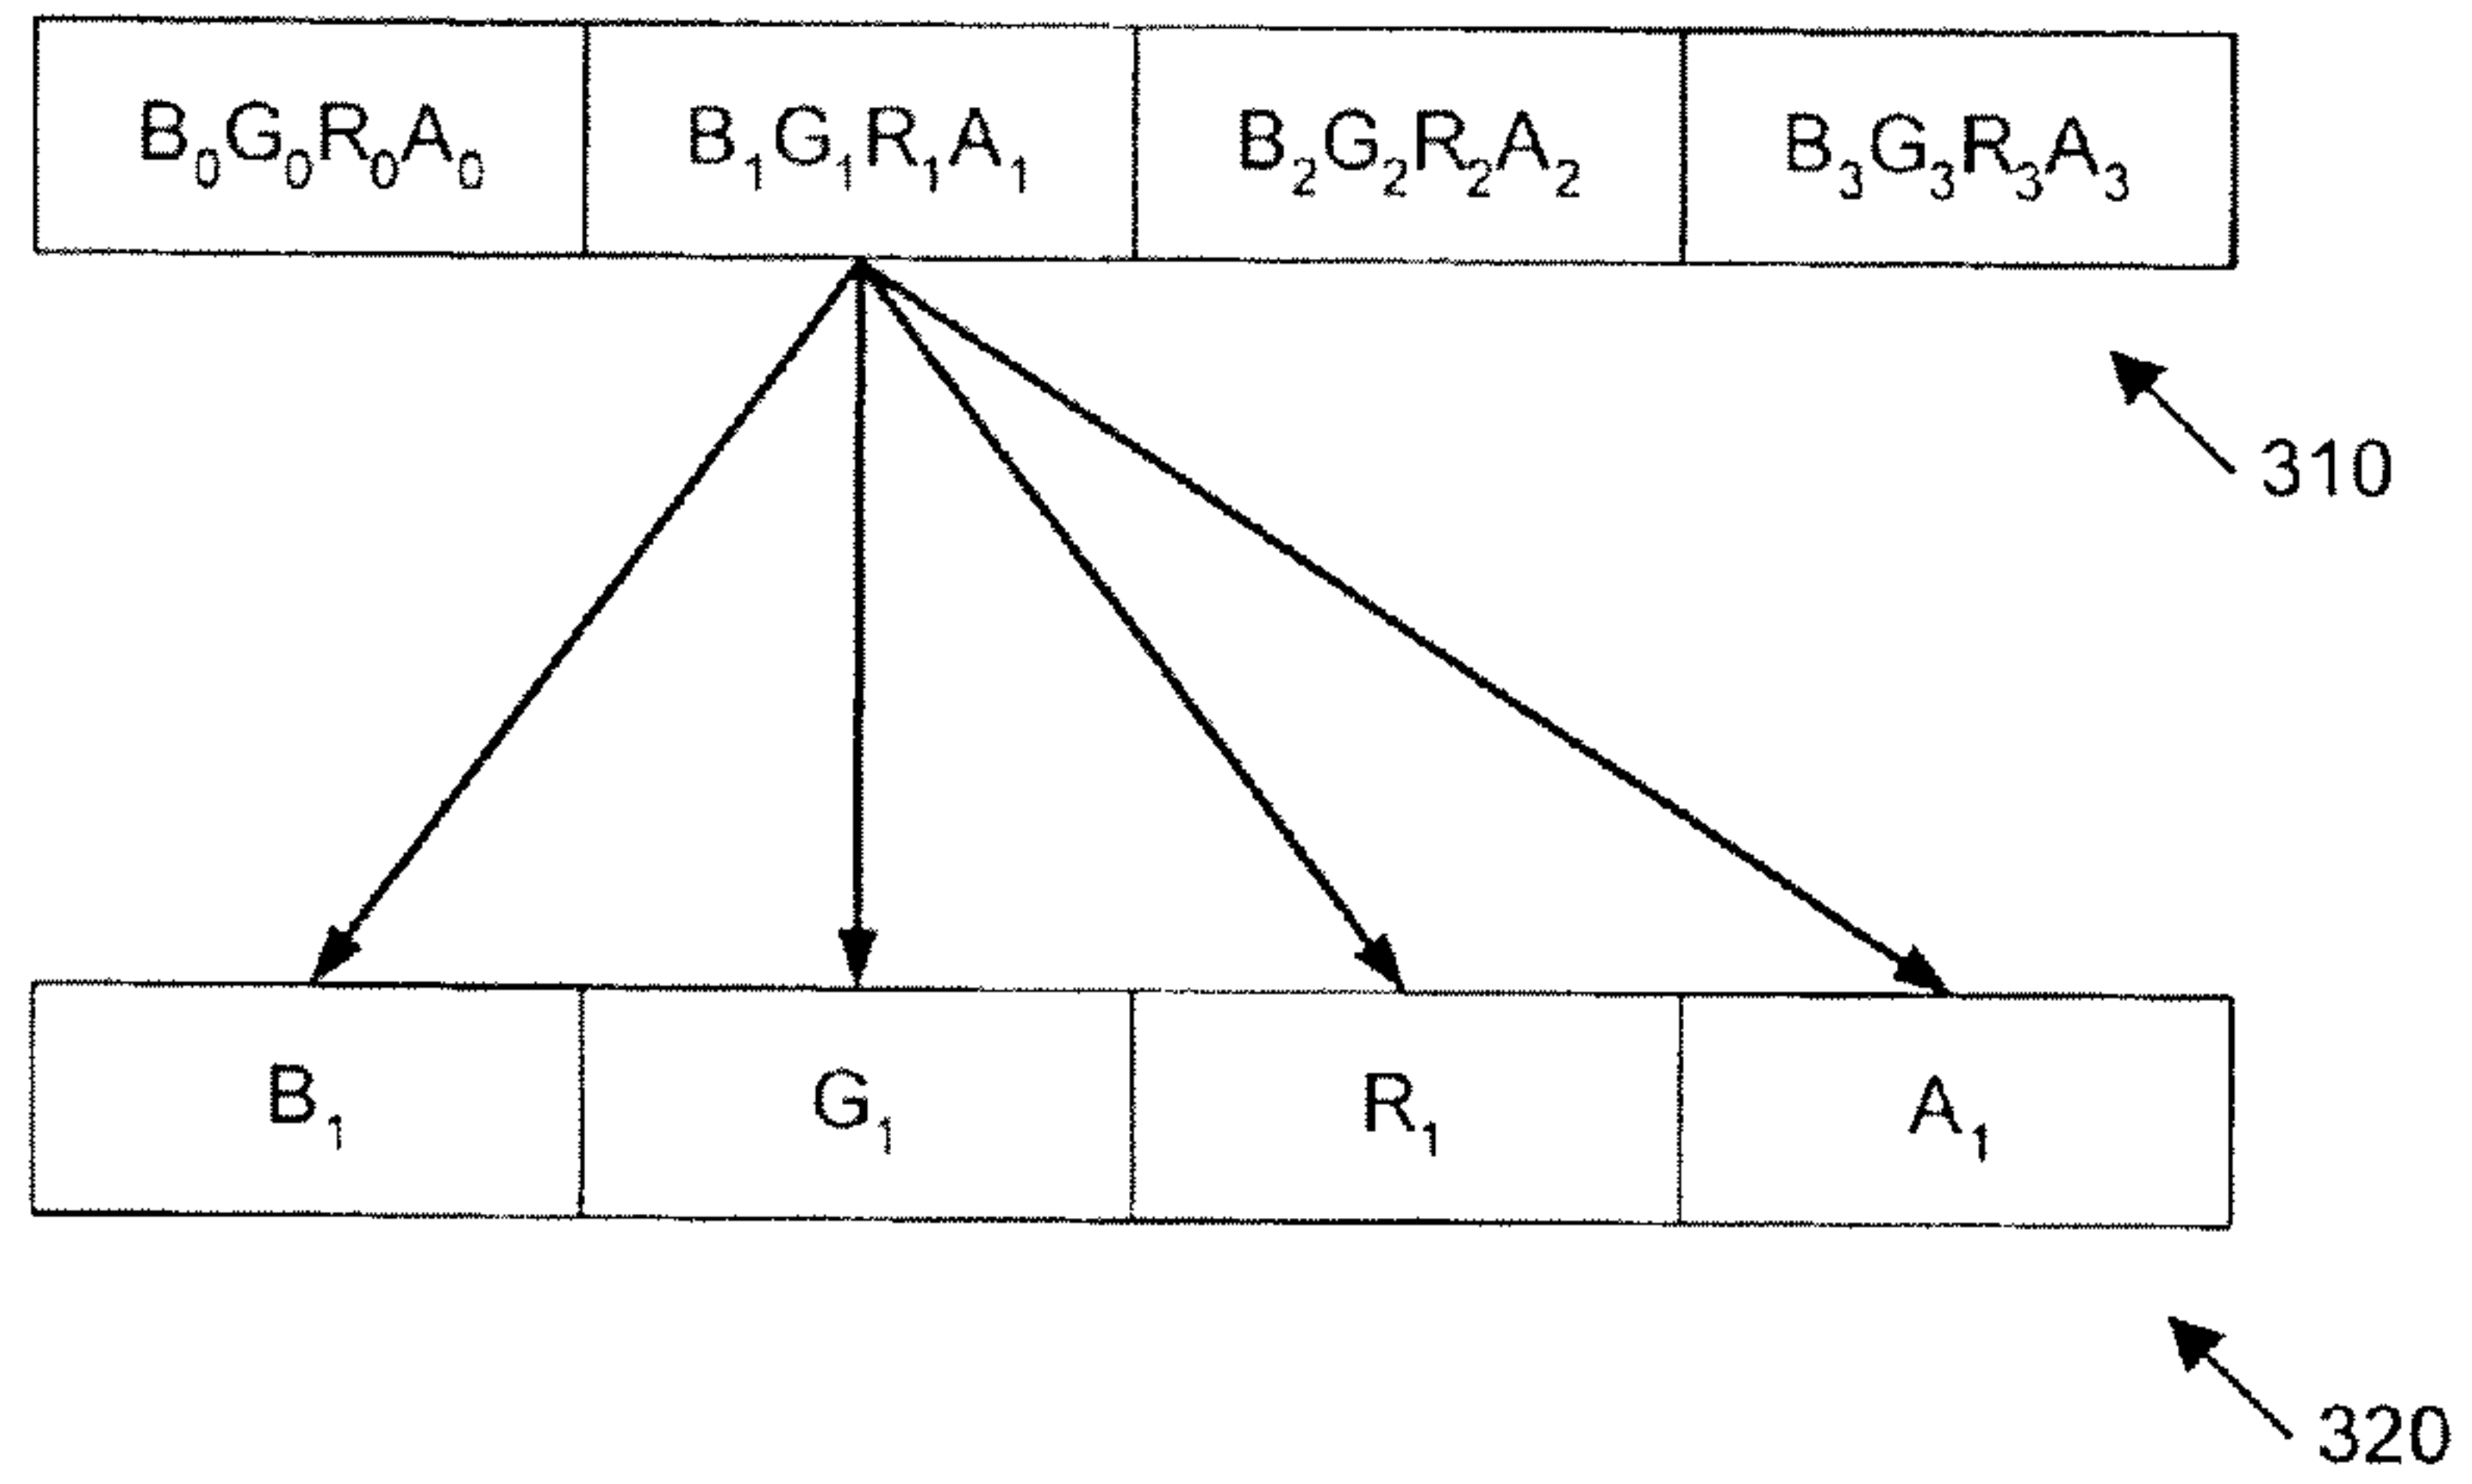 B₀G₀R₀A₀ B₁G₁R₁A₁ B₂G₂R₂A₂ B₃G₃R₃A₃
310
B₁ G₁ R₁ A₁
320